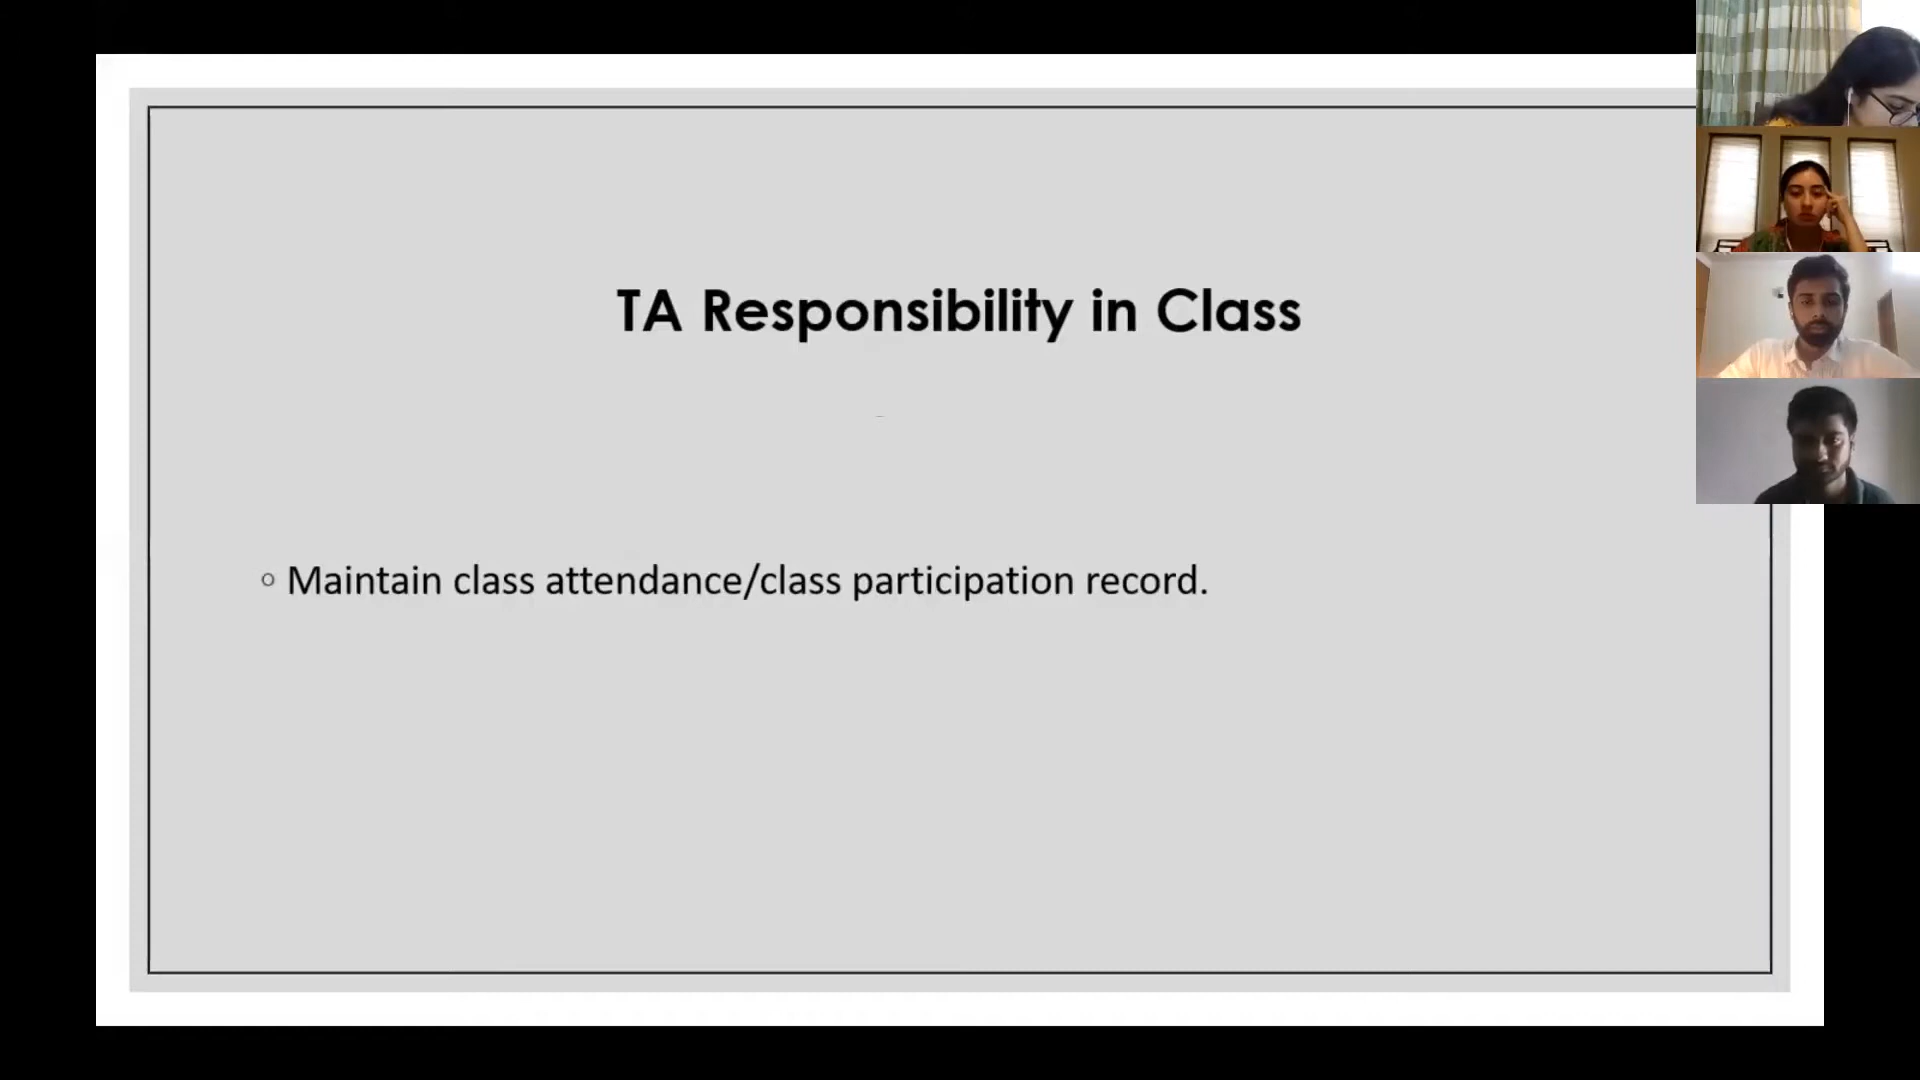 TA Responsibility in Class
Maintain class attendance/class participation record.